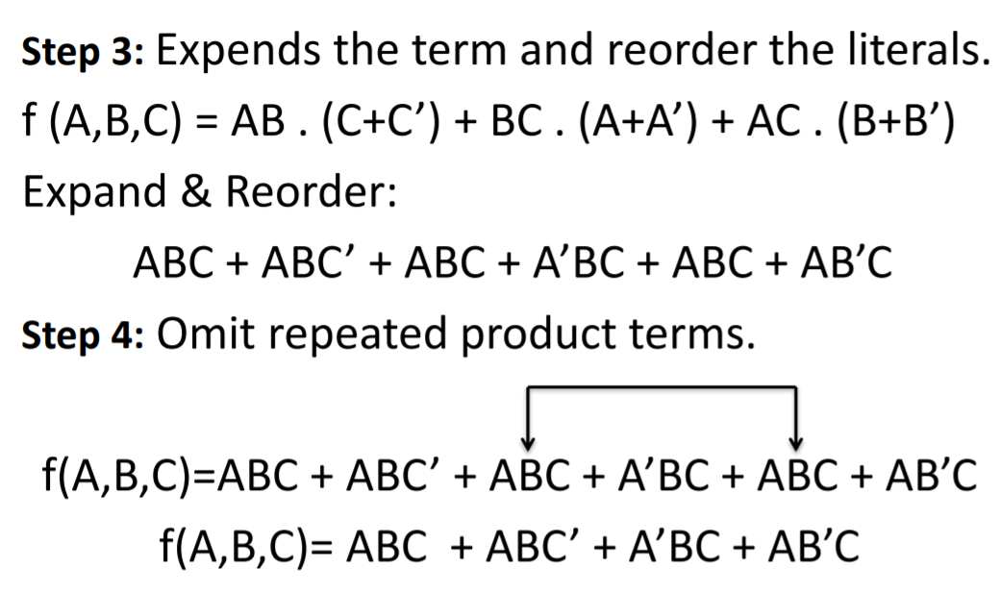 Step 3: Expends the term and reorder the literals.
f (A,B,C) = AB . (C+C’) + BC . (A+A’) + AC . (B+B’)
Expand & Reorder:
ABC + ABC’ + ABC + A’BC + ABC + AB’C
Step 4: Omit repeated product terms.
f(A,B,C)=ABC + ABC’ + ABC + A’BC + ABC + AB’C
f(A,B,C)= ABC + ABC’ + A’BC + AB’C